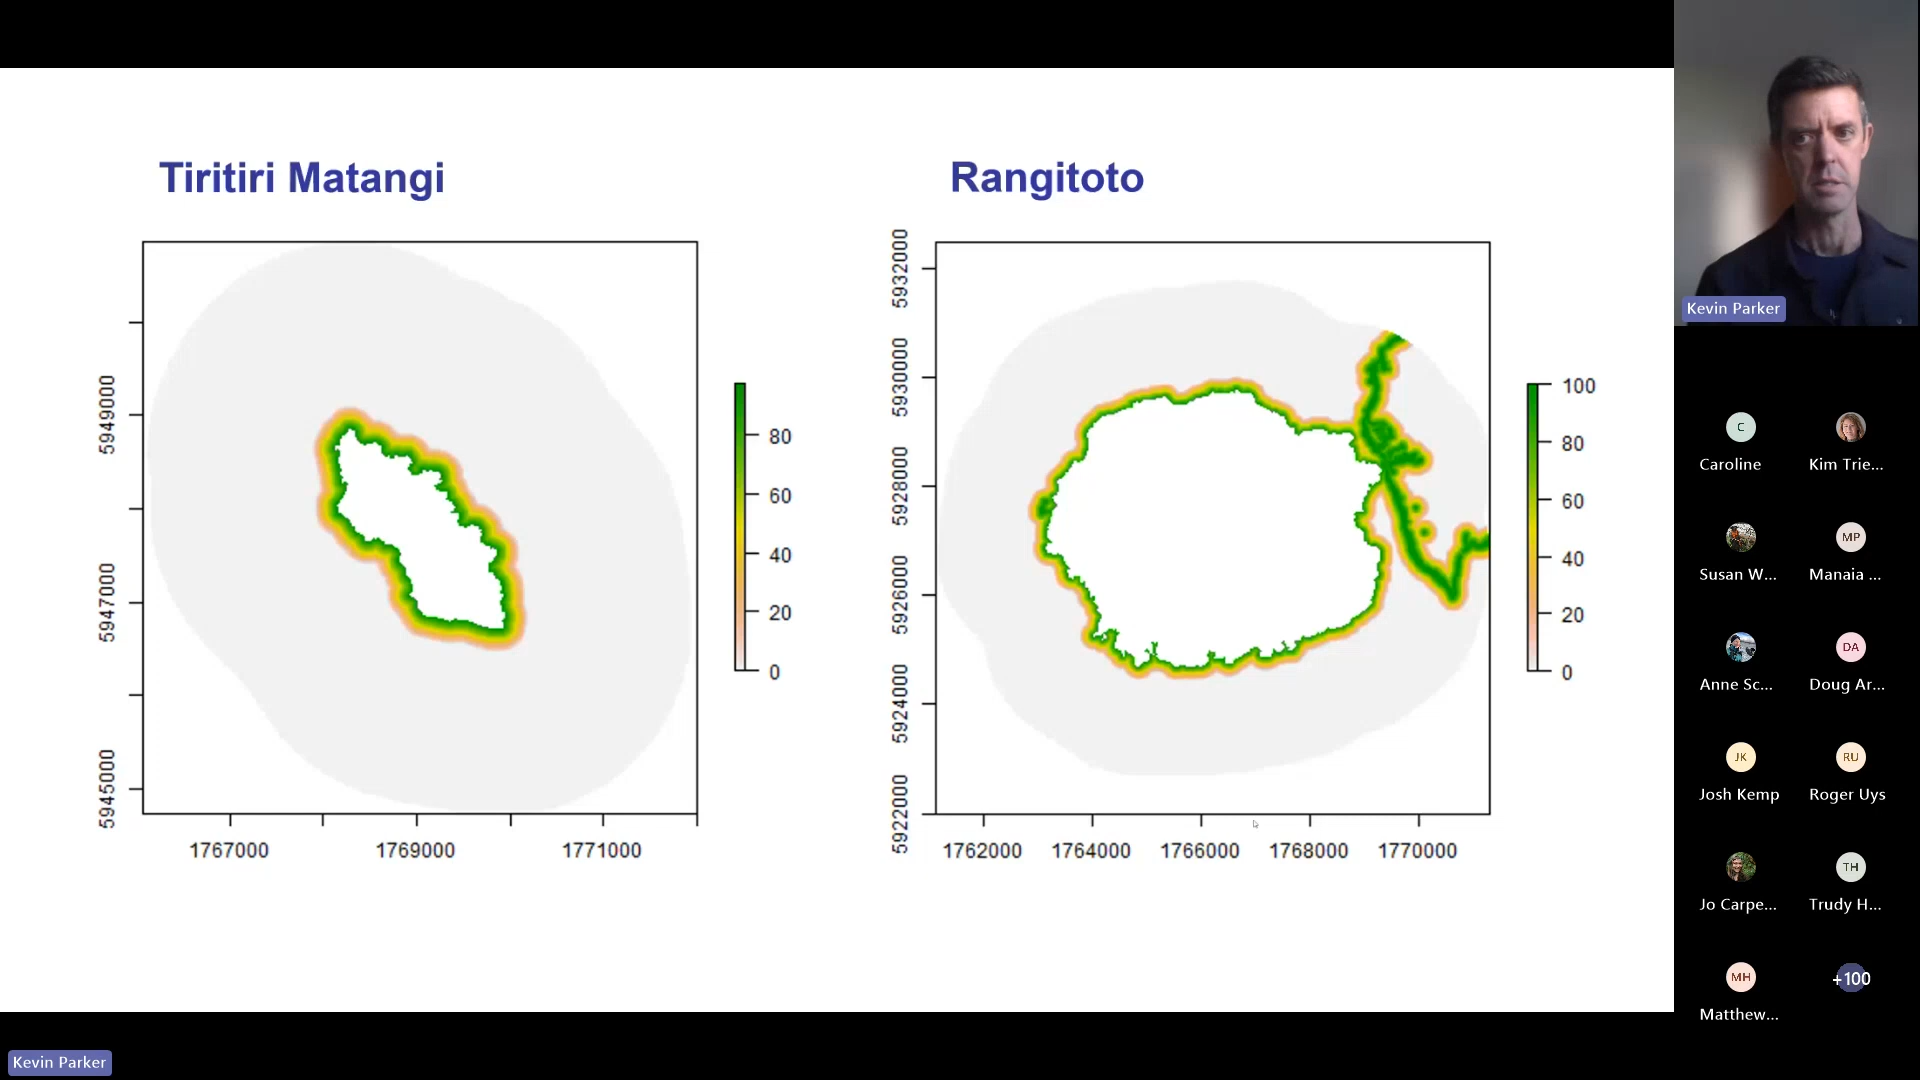 Tiritiri Matangi
Rangitoto
5949000
5947000
5945000
1767000
1769000
1771000
80
60
40
20
0
5932000
5930000
5928000
5926000
5924000
5922000
1762000
1764000
1766000
1768000
1770000
100
80
60
40
20
0
Kevin Parker
C
Caroline
Kim Trie...
Susan W...
MP
Manaia ...
Anne Sc...
DA
Doug Ar...
JK
Josh Kemp
RU
Roger Uys
Jo Carpe...
TH
Trudy H...
MH
Matthew...
+100
Kevin Parker